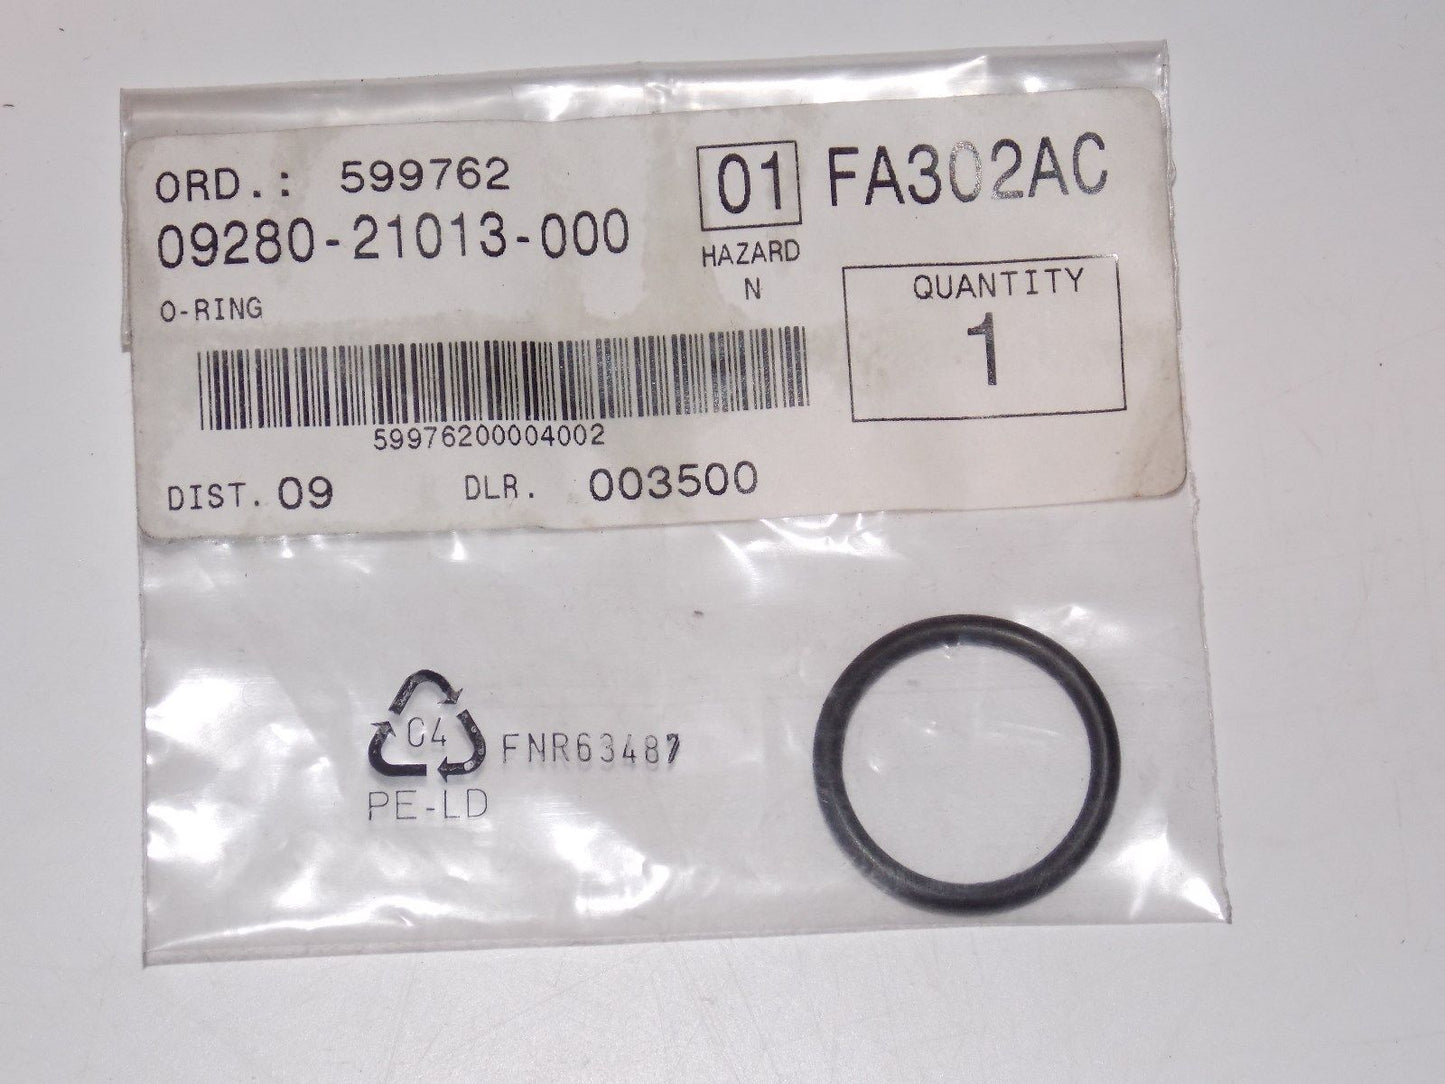 ORD.: 599762
09280-21013-000
O-RING
01
HAZARD
N
FA302AC
QUANTITY
1
59976200004002
DIST. 09 DLR. 003500
04
PE-LD
FNR63487